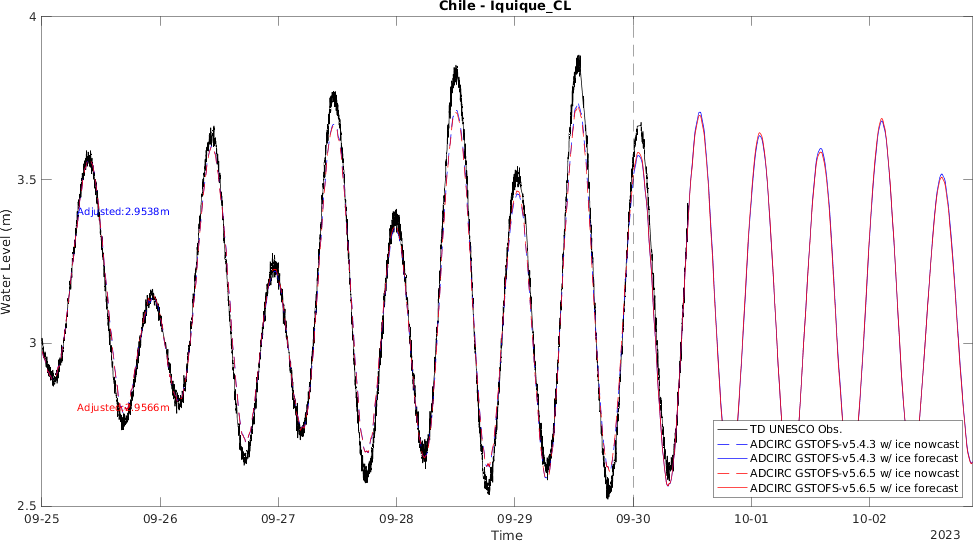 Chile - Iquique_CL
4
3.5
3
2.5
Water Level (m)
Adjusted:2.9538m
Adjusted:2.9566m
TD UNESCO Obs.
ADCIRC GSTOFS-v5.4.3 w/ ice nowcast
ADCIRC GSTOFS-v5.4.3 w/ ice forecast
ADCIRC GSTOFS-v5.6.5 w/ ice nowcast
ADCIRC GSTOFS-v5.6.5 w/ ice forecast
09-25 09-26 09-27 09-28 09-29 09-30 10-01 10-02
Time
2023